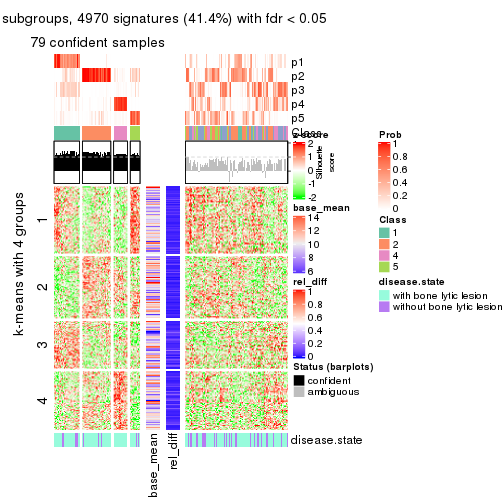 subgroups, 4970 signatures (41.4%) with fdr < 0.05
79 confident samples
p1
p2
p3
p4
p5
Class
1
0.5
0
Silhouette
score
k-means with 4 groups
1
2
3
4
base_mean
rel_diff
disease.state
z-score
2
1
0
-1
-2
base_mean
14
12
10
8
6
rel_diff
1
0.8
0.6
0.4
0.2
0
Status (barplots)
confident
ambiguous
Prob
1
0.8
0.6
0.4
0.2
0
Class
1
2
4
5
disease.state
with bone lytic lesion
without bone lytic lesion